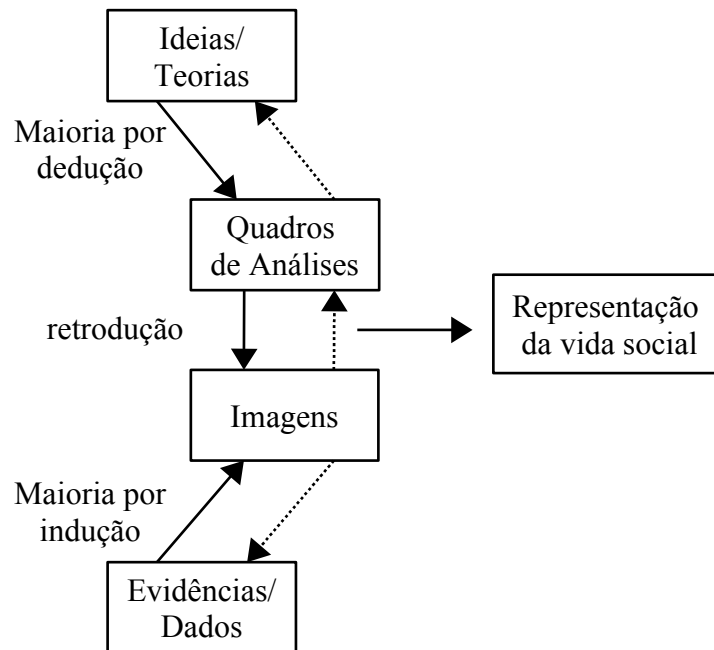 Ideias/
Teorias
Maioria por
dedução
Quadros
de Análises
retrodução
Representação
da vida social
Imagens
Maioria por
indução
Evidências/
Dados